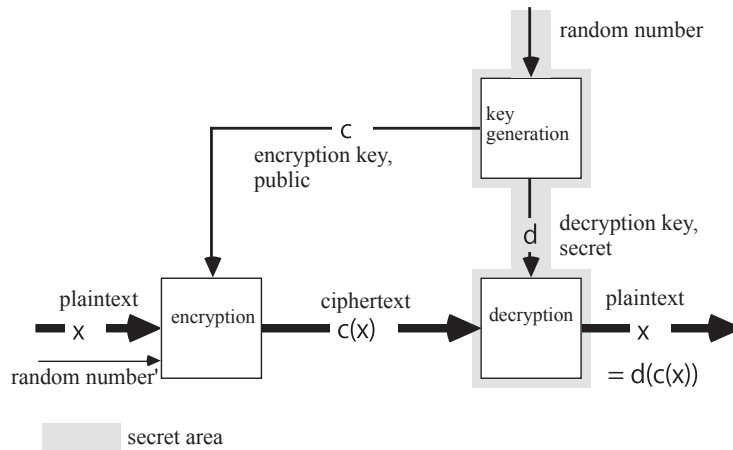 random number
key
generation
c
encryption key,
public
d
decryption key,
secret
plaintext
x
encryption
ciphertext
c(x)
decryption
plaintext
x
random number'
= d(c(x))
secret area